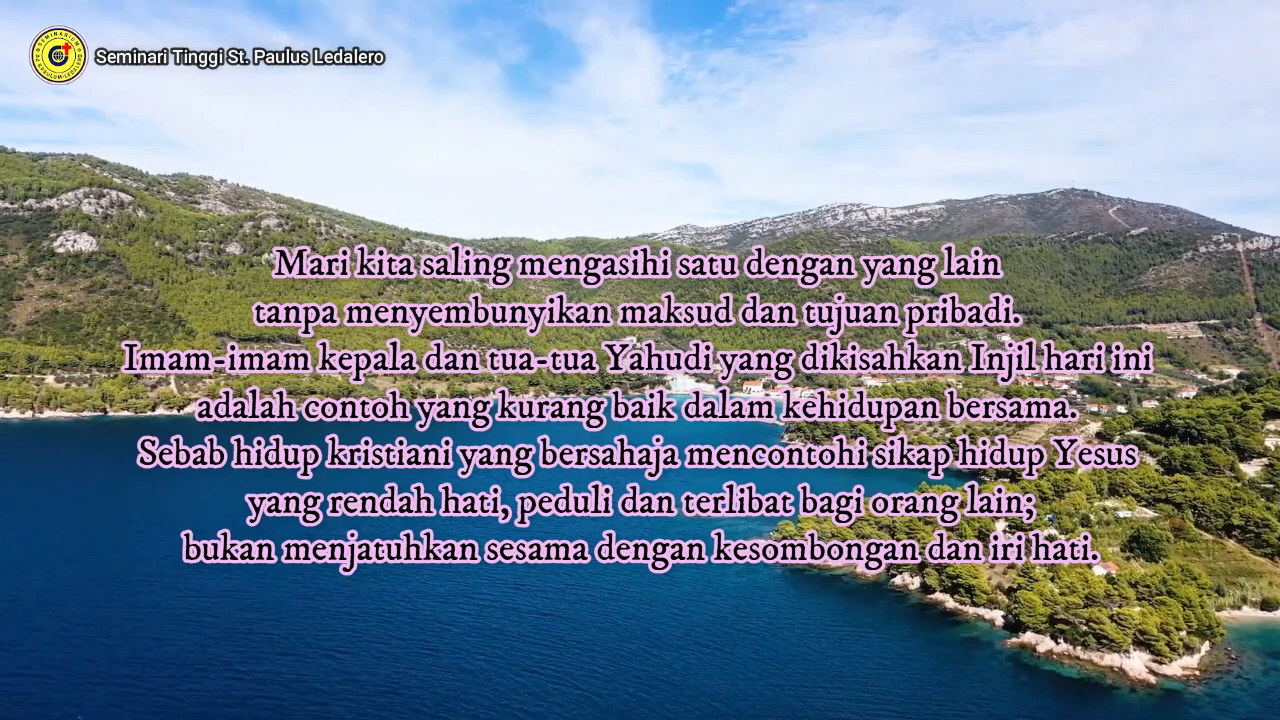 Seminari Tinggi St. Paulus Ledalero
Mari kita saling mengasihi satu dengan yang lain
tanpa menyembunyikan maksud dan tujuan pribadi.
Imam-imam kepala dan tua-tua Yahudi yang dikisahkan Injil hari ini
adalah contoh yang kurang baik dalam kehidupan bersama.
Sebab hidup kristiani yang bersahaja mencontohi sikap hidup Yesus
yang rendah hati, peduli dan terlibat bagi orang lain;
bukan menjatuhkan sesama dengan kesombongan dan iri hati.